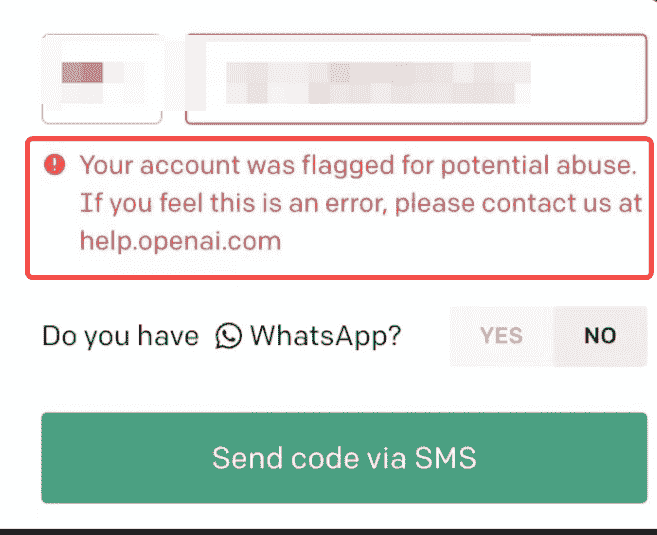 Your account was flagged for potential abuse.
If you feel this is an error, please contact us at
help.openai.com
Do you have WhatsApp? YES NO
Send code via SMS